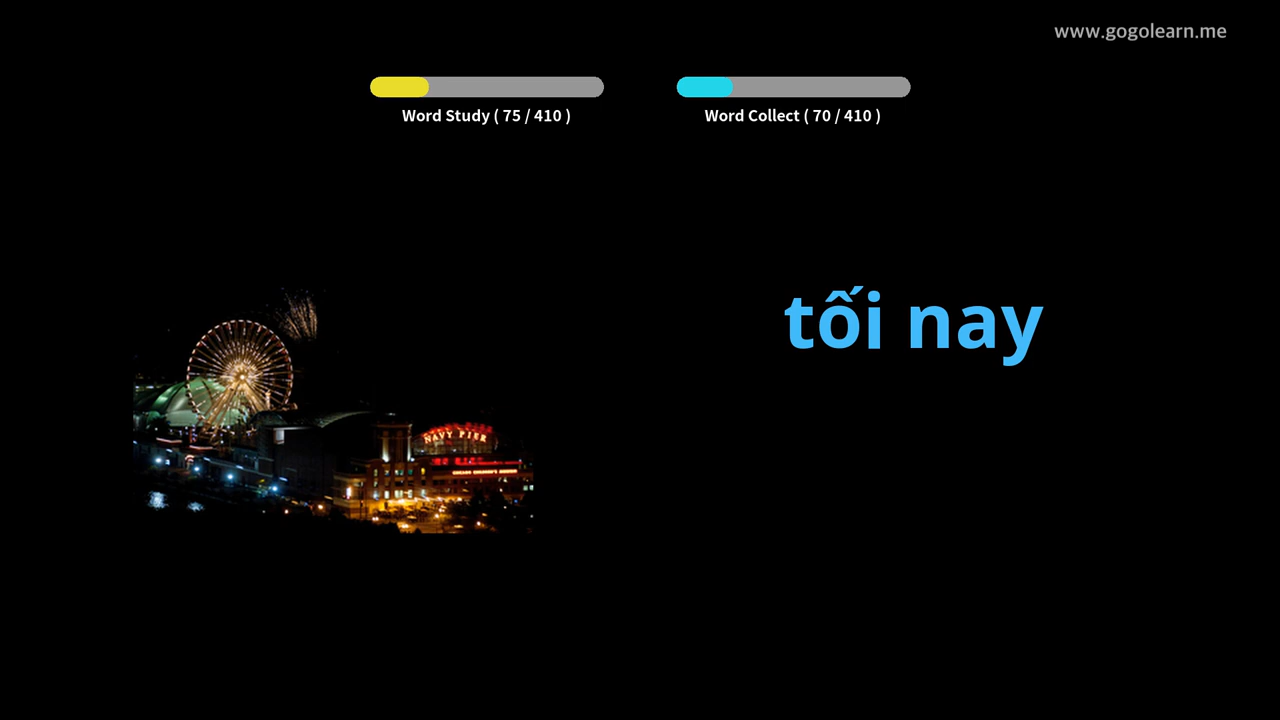 www.gogolearn.me
Word Study ( 75 / 410 )
Word Collect ( 70 / 410 )
tối nay
NAVY PIER